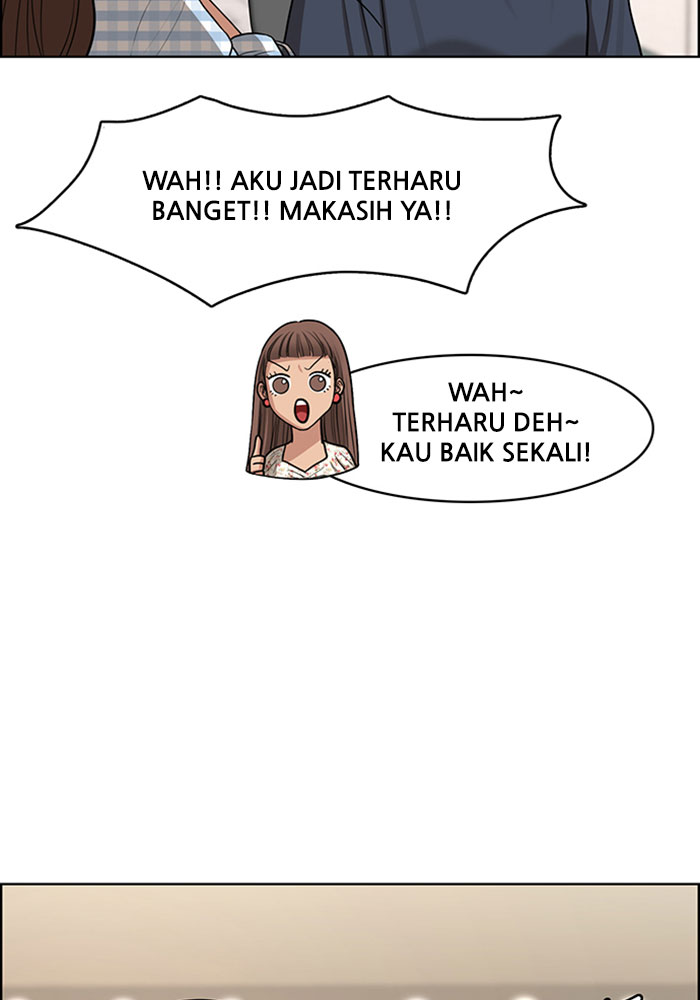 WAH!! AKU JADI TERHARU
BANGET!! MAKASIH YA!!
WAH~
TERHARU DEH~
KAU BAIK SEKALI!